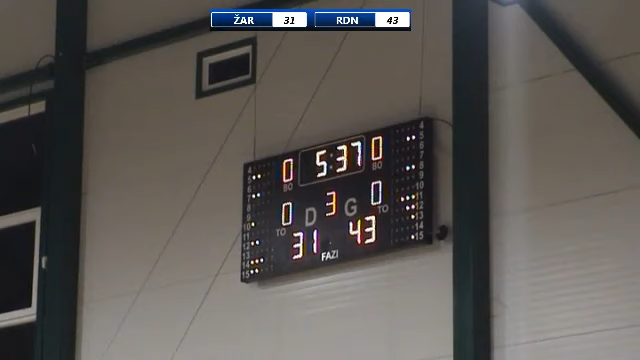 ŽAR 31 RDN 43
0 5:37 0
BO BO
0 3 0
TO D G TO
31 43
FAZI